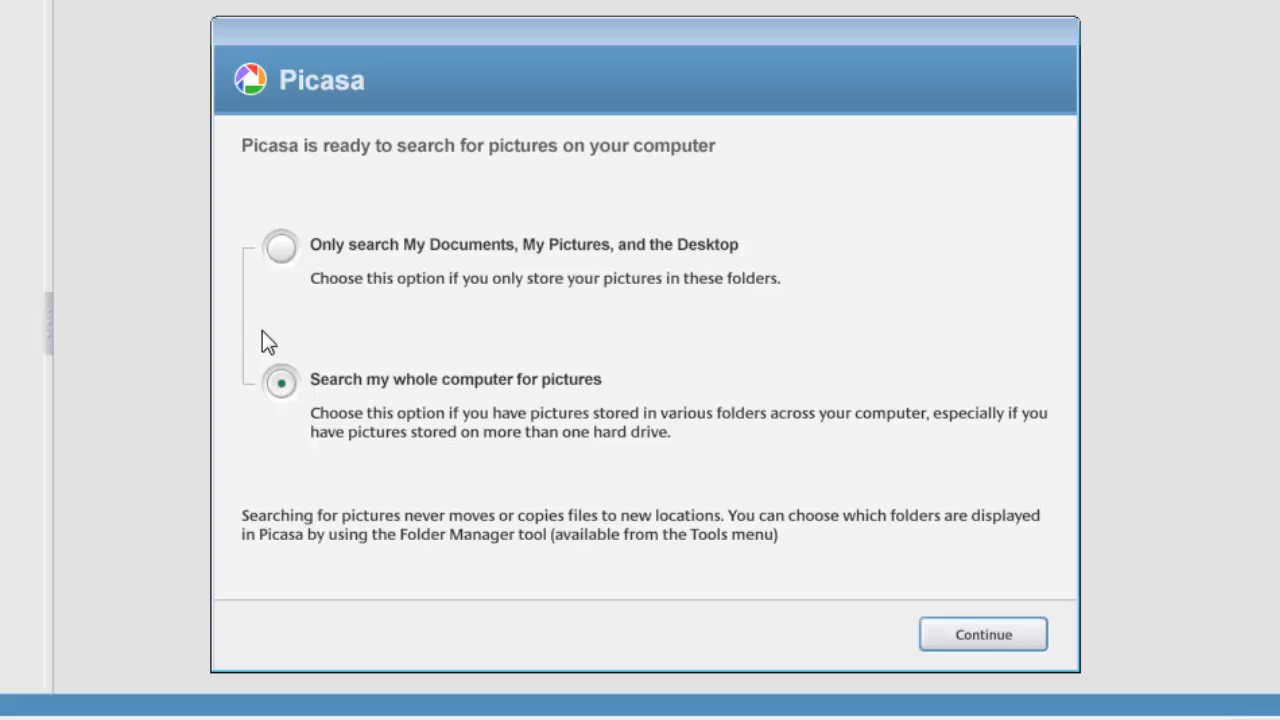 Picasa
Picasa is ready to search for pictures on your computer
Only search My Documents, My Pictures, and the Desktop
Choose this option if you only store your pictures in these folders.
Search my whole computer for pictures
Choose this option if you have pictures stored in various folders across your computer, especially if you
have pictures stored on more than one hard drive.
Searching for pictures never moves or copies files to new locations. You can choose which folders are displayed
in Picasa by using the Folder Manager tool (available from the Tools menu)
Continue